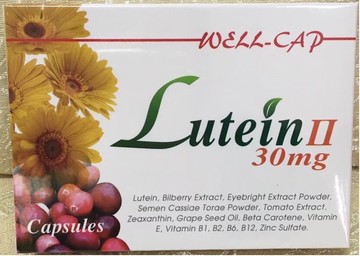 WELL-CAP
Lutein II
30mg
Lutein, Bilberry Extract, Eyebright Extract Powder,
Semen Cassiae Torae Powder, Tomato Extract,
Zeaxanthin, Grape Seed Oil, Beta Carotene, Vitamin
E, Vitamin B1, B2, B6, B12, Zinc Sulfate.
Capsules